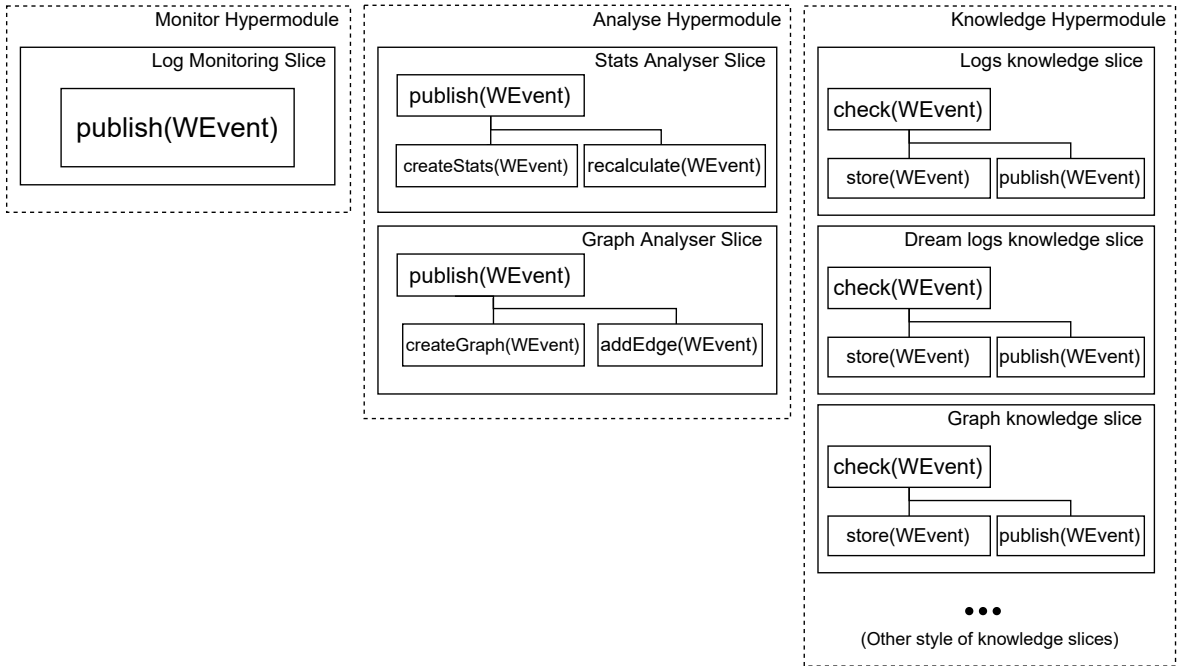 Monitor Hypermodule
Log Monitoring Slice
publish(WEvent)
Analyse Hypermodule
Stats Analyser Slice
publish(WEvent)
createStats(WEvent)
recalculate(WEvent)
Graph Analyser Slice
publish(WEvent)
createGraph(WEvent)
addEdge(WEvent)
Knowledge Hypermodule
Logs knowledge slice
check(WEvent)
store(WEvent)
publish(WEvent)
Dream logs knowledge slice
check(WEvent)
store(WEvent)
publish(WEvent)
Graph knowledge slice
check(WEvent)
store(WEvent)
publish(WEvent)
•••
(Other style of knowledge slices)